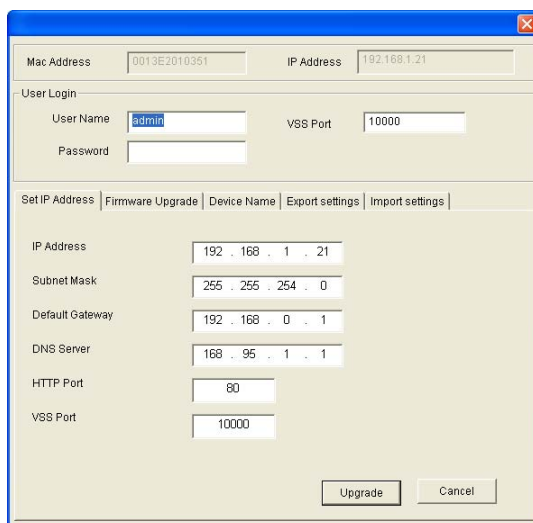 Mac Address 0013E2010351 IP Address 192.168.1.21
User Login
User Name admin VSS Port 10000
Password
Set IP Address Firmware Upgrade Device Name Export settings Import settings
IP Address 192 . 168 . 1 . 21
Subnet Mask 255 . 255 . 254 . 0
Default Gateway 192 . 168 . 0 . 1
DNS Server 168 . 95 . 1 . 1
HTTP Port 80
VSS Port 10000
Upgrade Cancel